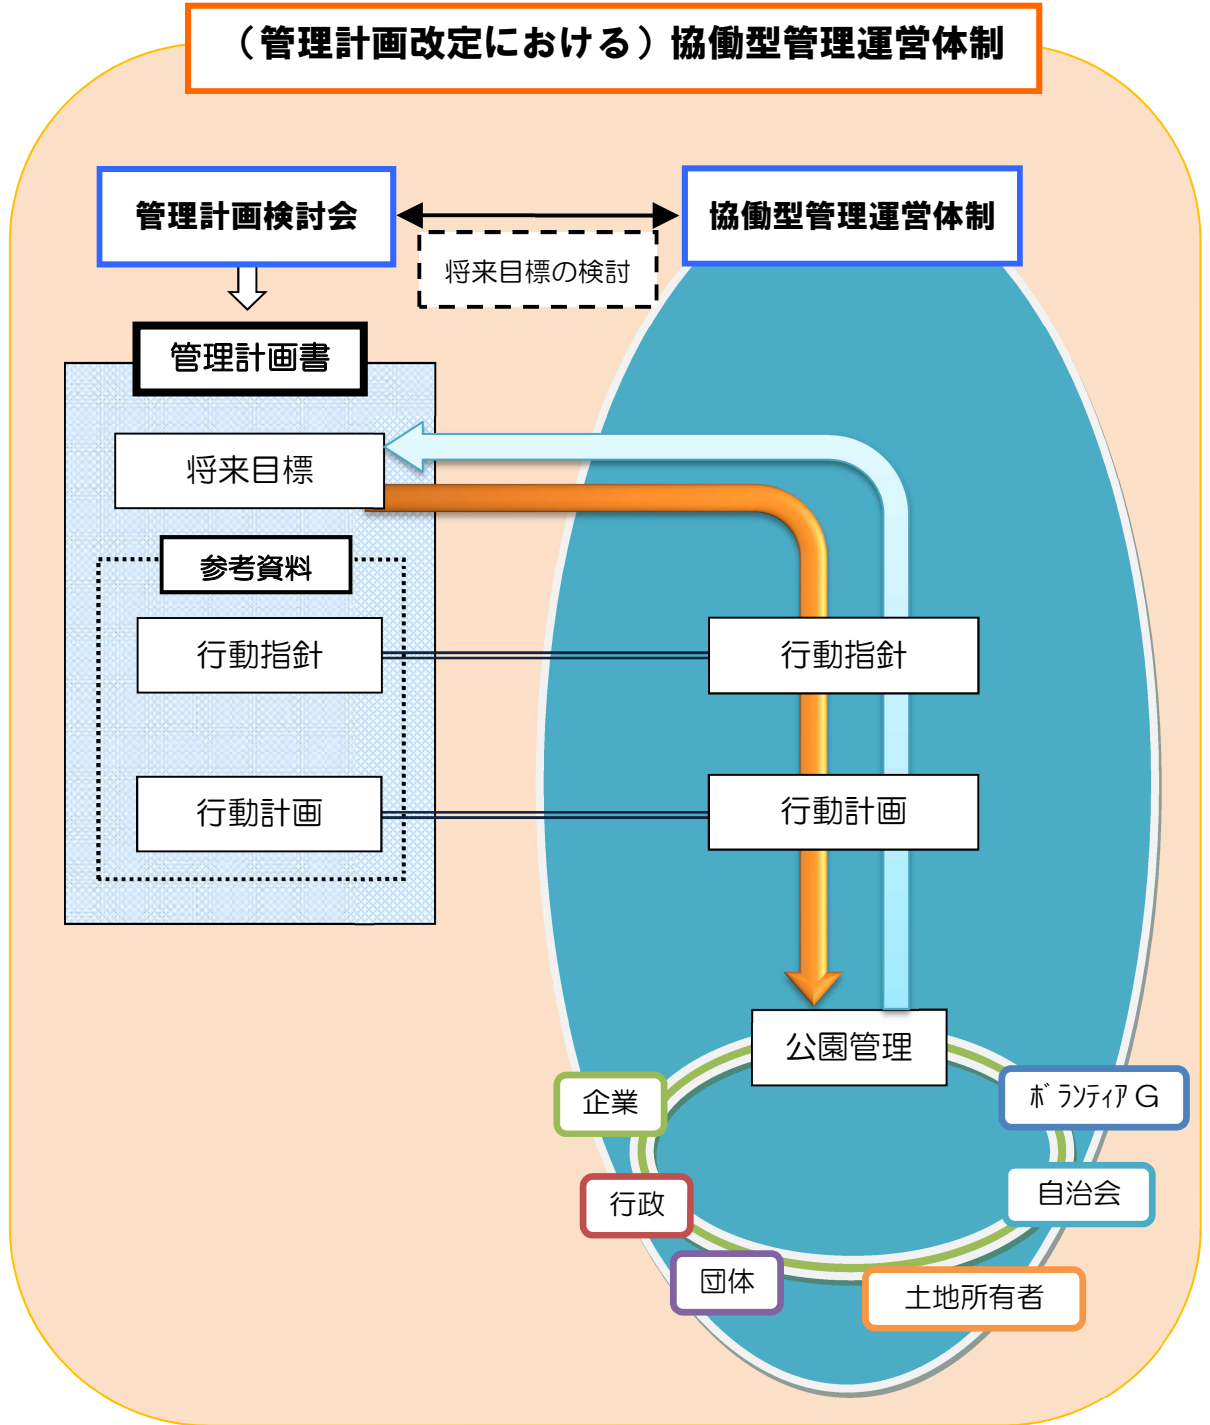 （管理計画改定における）協働型管理運営体制
管理計画検討会
協働型管理運営体制
将来目標の検討
管理計画書
将来目標
参考資料
行動指針
行動指針
行動計画
行動計画
公園管理
企業
ﾎﾞﾗﾝﾃｨｱG
行政
自治会
団体
土地所有者